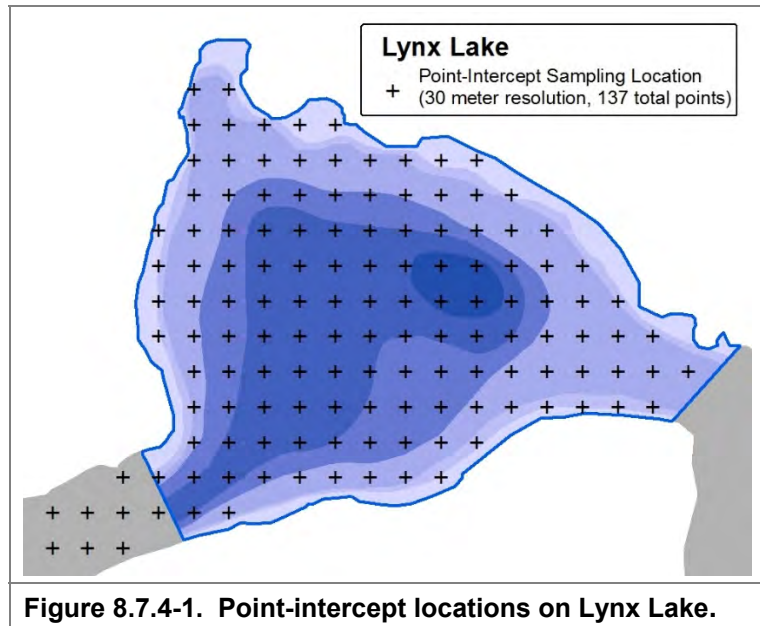 Lynx Lake
Point-Intercept Sampling Location
+ (30 meter resolution, 137 total points)
Figure 8.7.4-1. Point-intercept locations on Lynx Lake.